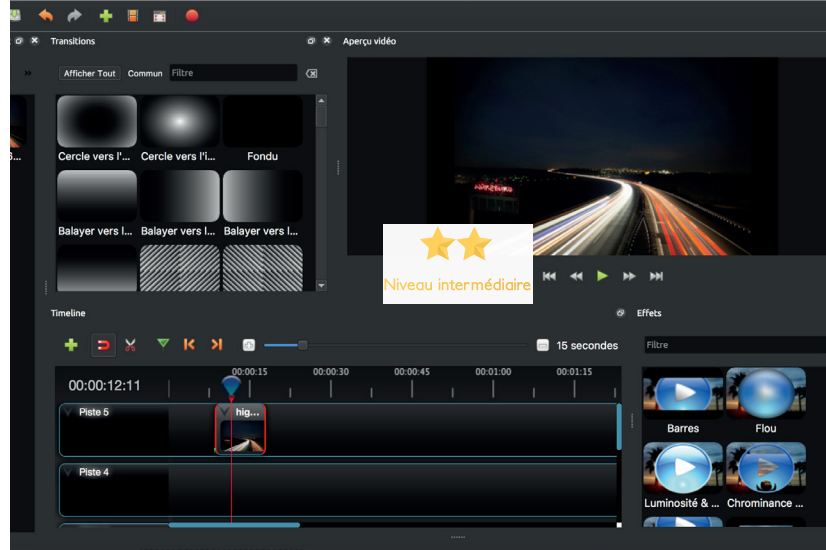 Transitions
Aperçu vidéo
Afficher Tout Commun Filtre
Cercle vers l'... Cercle vers l'i... Fondu
Balayer vers l... Balayer vers l... Balayer vers l...
Niveau intermédiaire
Timeline
Effets
15 secondes
Filtre
00:00:12:11
00:00:15 00:00:30 00:00:45 00:01:00 00:01:15
Piste 5
hig...
Barres Flou
Piste 4
Luminosité & ... Chrominance ...